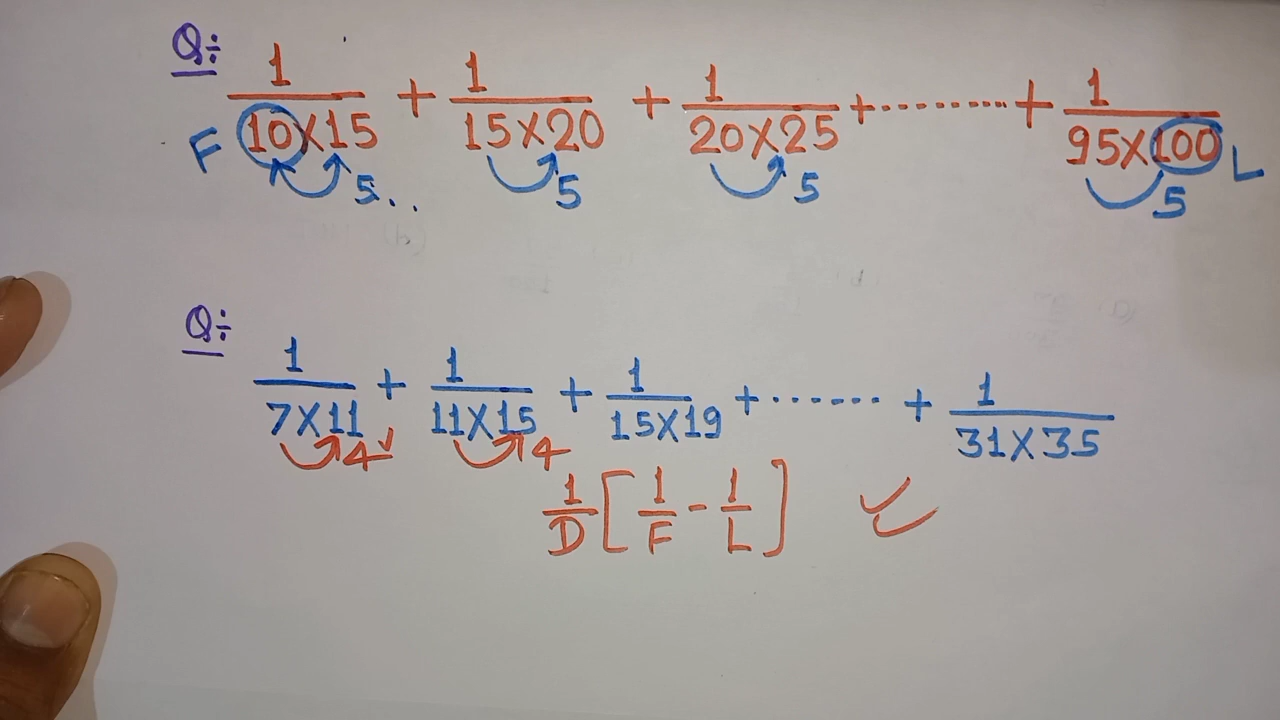 Q:
1/10×15 + 1/15×20 + 1/20×25 + ......... + 1/95×100
F 5.. 5 5 5 L
Q:
1/7×11 + 1/11×15 + 1/15×19 + ....... + 1/31×35
4 ✓ 4
1/D [1/F - 1/L] ✓